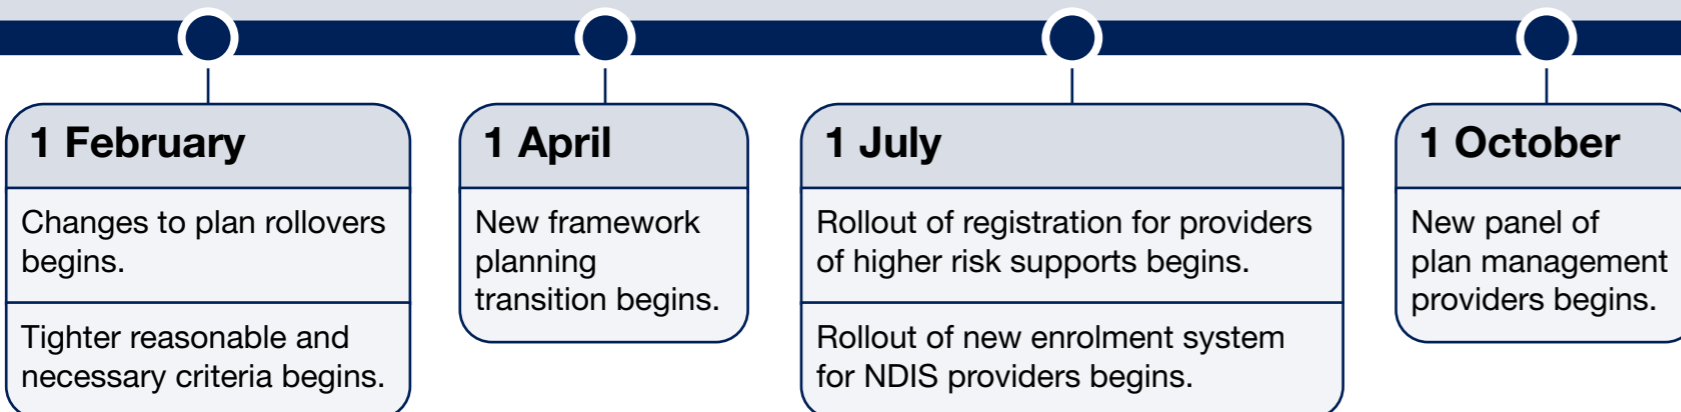 1 February
Changes to plan rollovers
begins.
Tighter reasonable and
necessary criteria begins.
1 April
New framework
planning
transition begins.
1 July
Rollout of registration for providers
of higher risk supports begins.
Rollout of new enrolment system
for NDIS providers begins.
1 October
New panel of
plan management
providers begins.